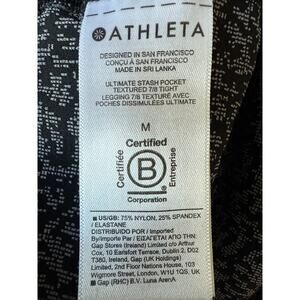 ATHLETA
DESIGNED IN SAN FRANCISCO
CONÇU À SAN FRANCISCO
MADE IN SRI LANKA
ULTIMATE STASH POCKET
TEXTURED 7/8 TIGHT
LEGGING 7/8 TEXTURÉ AVEC
POCHES DISSIMULÉES ULTIMATE
M
Certified
Certifiée
B
Entreprise
Corporation
US/GB: 75% NYLON, 25% SPANDEX
/ ELASTANE
DISTRIBUIDO POR / Imported
By/Importé Par / ΕΙΣΑΓΕΤΑΙ ΑΠΟ ΤΗΝ:
Gap Stores (Ireland) Limited c/o Arthur
Cox, 10 Earlsfort Terrace, Dublin 2, D02
T380, Ireland, Gap (UK Holdings)
Limited, 2nd Floor Nations House, 103
Wigmore Street, London, W1U 1QS, UK
Gap B.V. Luna ArenA